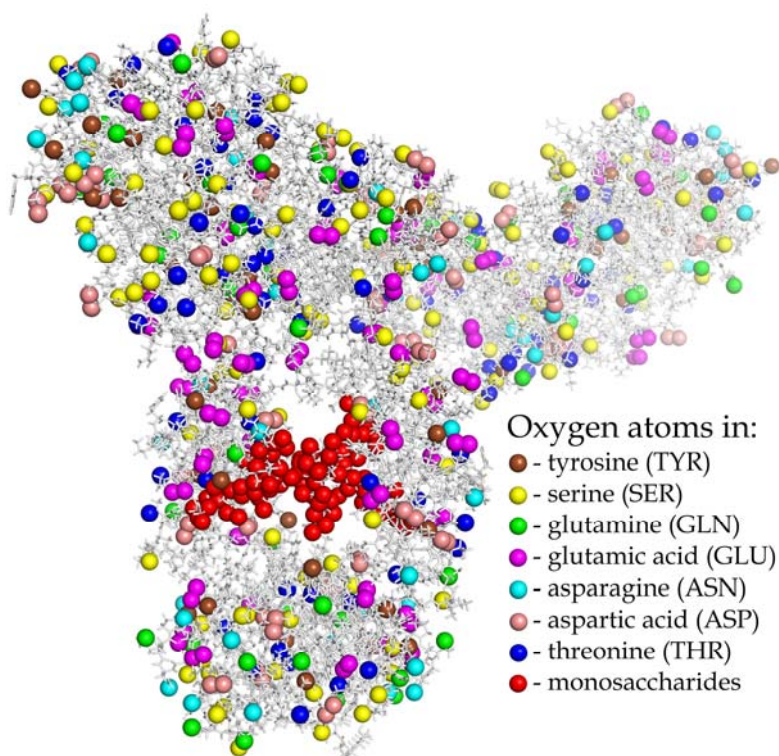 Oxygen atoms in:
- tyrosine (TYR)
- serine (SER)
- glutamine (GLN)
- glutamic acid (GLU)
- asparagine (ASN)
- aspartic acid (ASP)
- threonine (THR)
- monosaccharides